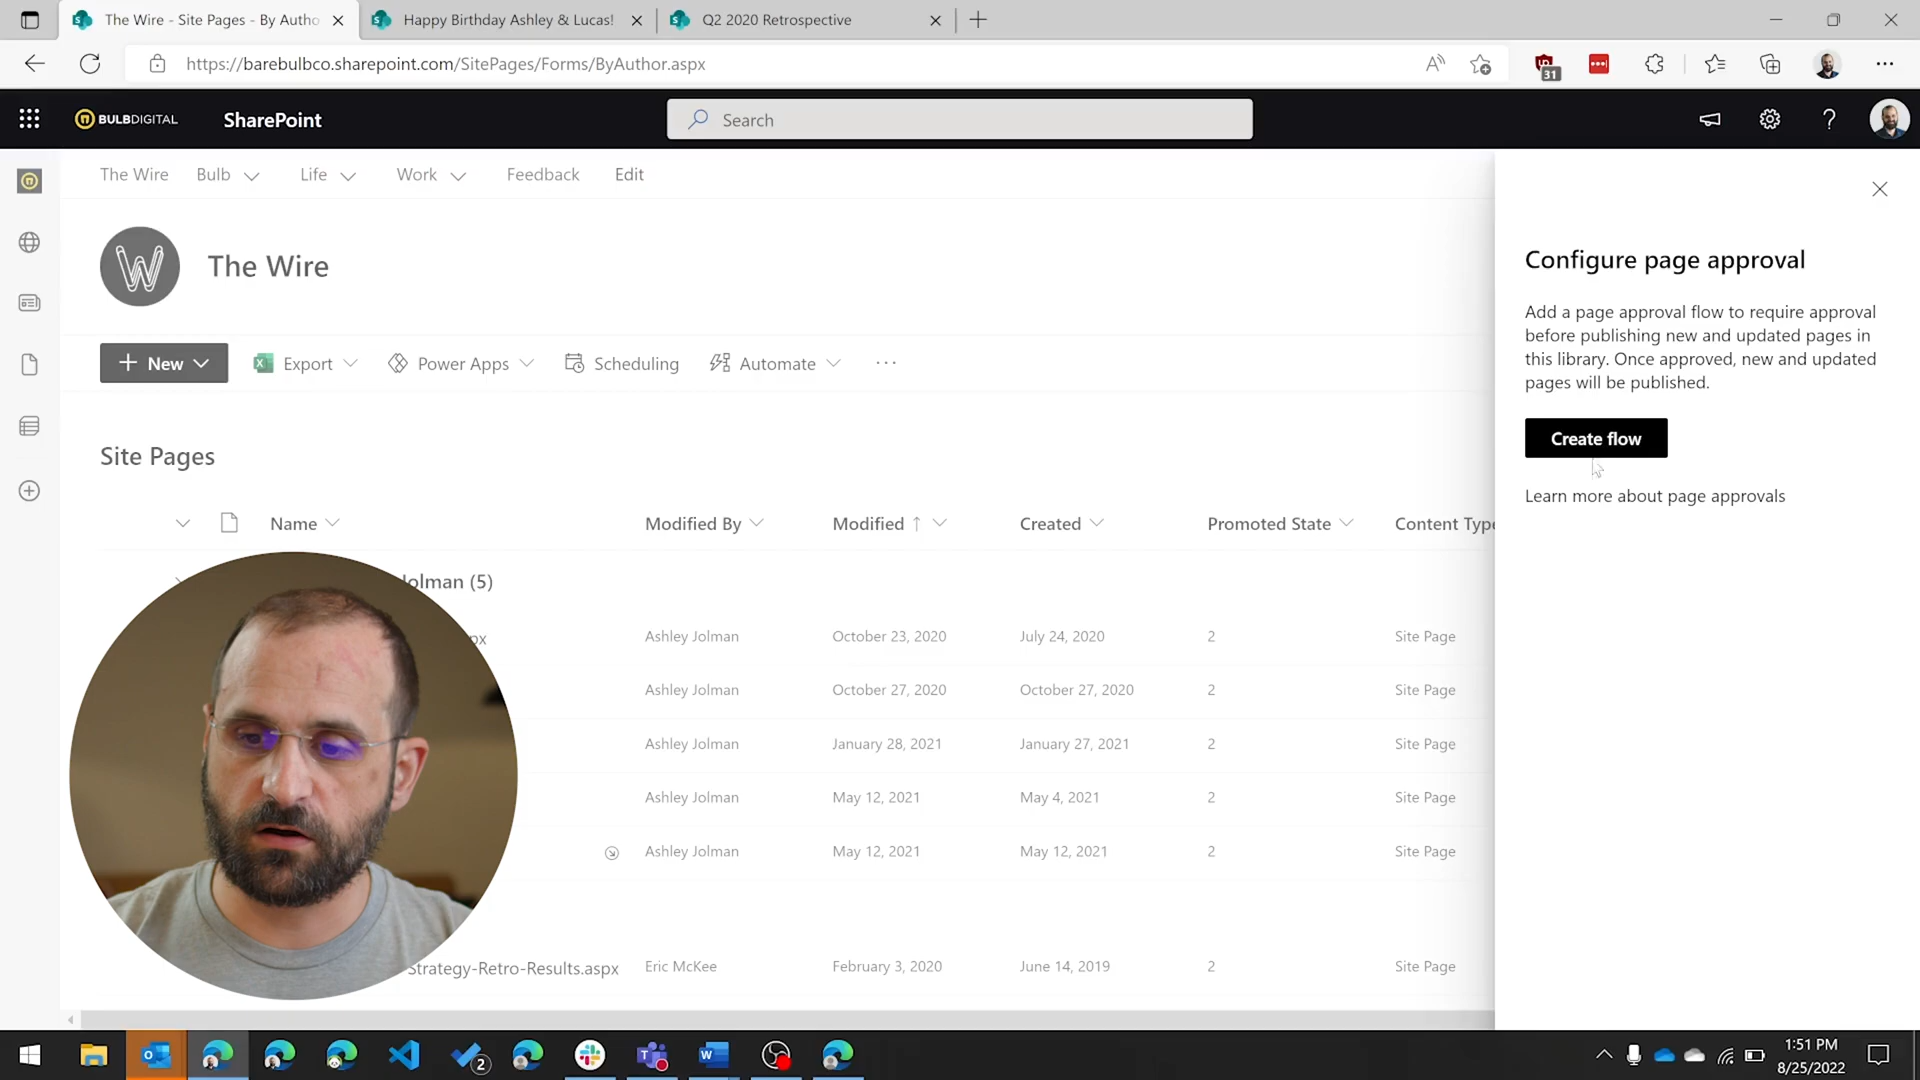 The Wire - Site Pages - By Autho
Happy Birthday Ashley & Lucas!
Q2 2020 Retrospective
https://barebulbco.sharepoint.com/SitePages/Forms/ByAuthor.aspx
31
BULBDIGITAL
SharePoint
Search
The Wire
Bulb
Life
Work
Feedback
Edit
W
The Wire
New
Export
Power Apps
Scheduling
Automate
Site Pages
Name
Modified By
Modified
Created
Promoted State
Content Type
Jolman (5)
px
Ashley Jolman
October 23, 2020
July 24, 2020
2
Site Page
Ashley Jolman
October 27, 2020
October 27, 2020
2
Site Page
Ashley Jolman
January 28, 2021
January 27, 2021
2
Site Page
Ashley Jolman
May 12, 2021
May 4, 2021
2
Site Page
Ashley Jolman
May 12, 2021
May 12, 2021
2
Site Page
Strategy-Retro-Results.aspx
Eric McKee
February 3, 2020
June 14, 2019
2
Site Page
Configure page approval
Add a page approval flow to require approval
before publishing new and updated pages in
this library. Once approved, new and updated
pages will be published.
Create flow
Learn more about page approvals
2
1:51 PM
8/25/2022